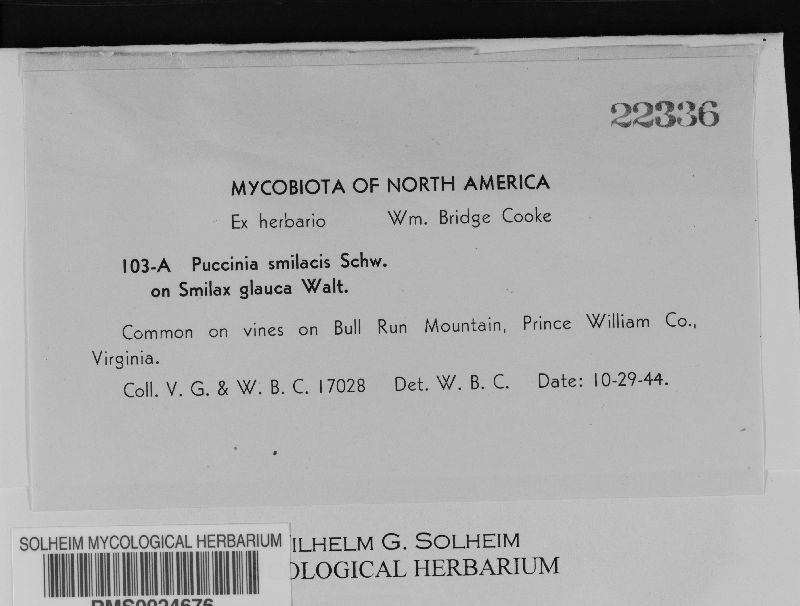 22336
MYCOBIOTA OF NORTH AMERICA
Ex herbario Wm. Bridge Cooke
103-A Puccinia smilacis Schw.
on Smilax glauca Walt.
Common on vines on Bull Run Mountain, Prince William Co.,
Virginia.
Coll. V. G. & W. B. C. 17028 Det. W. B. C. Date: 10-29-44.
ILHELM G. SOLHEIM
OLOGICAL HERBARIUM
SOLHEIM MYCOLOGICAL HERBARIUM